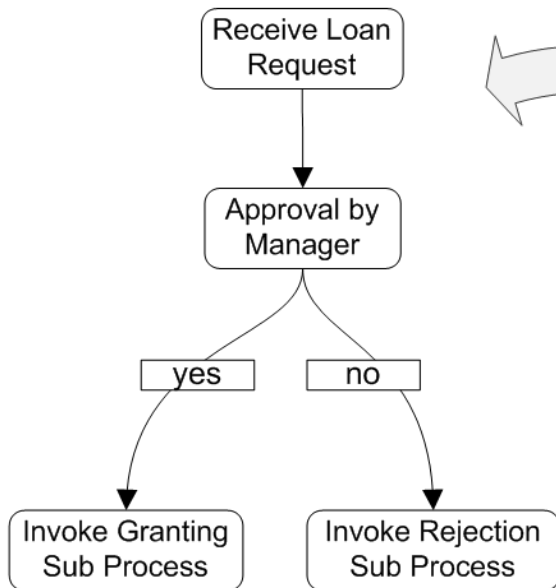 Receive Loan
Request
Approval by
Manager
yes
no
Invoke Granting
Sub Process
Invoke Rejection
Sub Process